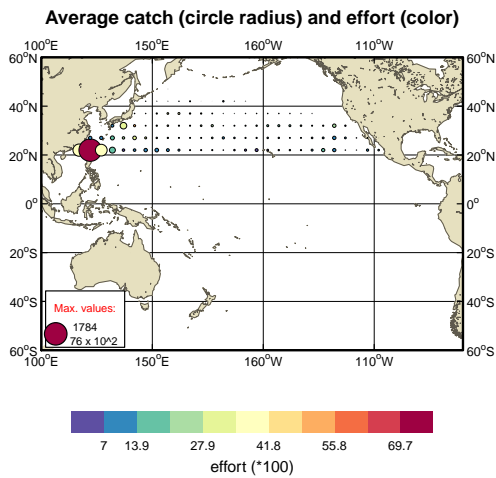 Average catch (circle radius) and effort (color)
100°E 150°E 160°W 110°W
60°N 60°N
40°N 40°N
20°N 20°N
0° 0°
20°S 20°S
40°S 40°S
Max. values:
1784
76 x 10^2
60°S 60°S
100°E 150°E 160°W 110°W
7 13.9 27.9 41.8 55.8 69.7
effort (*100)